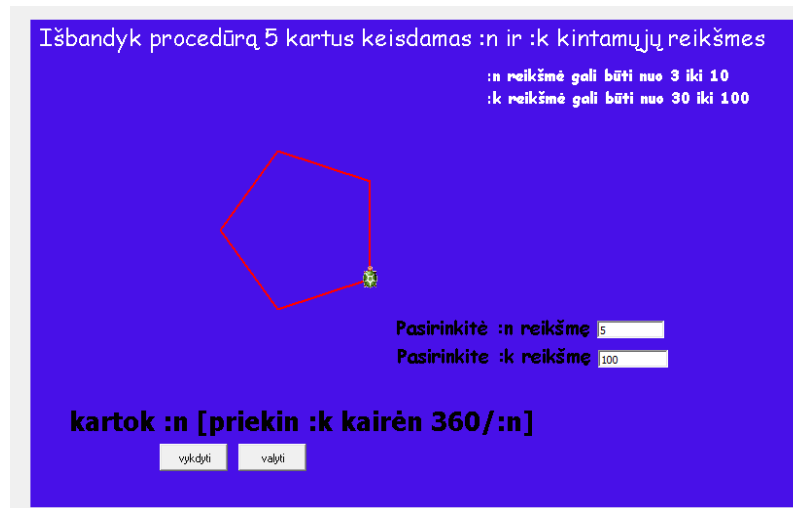 Išbandyk procedūrą 5 kartus keisdamas :n ir :k kintamųjų reikšmes
:n reikšmė gali būti nuo 3 iki 10
:k reikšmė gali būti nuo 30 iki 100
Pasirinkitė :n reikšmę 5
Pasirinkite :k reikšmę 100
kartok :n [priekin :k kairėn 360/:n]
vykdyti valyti